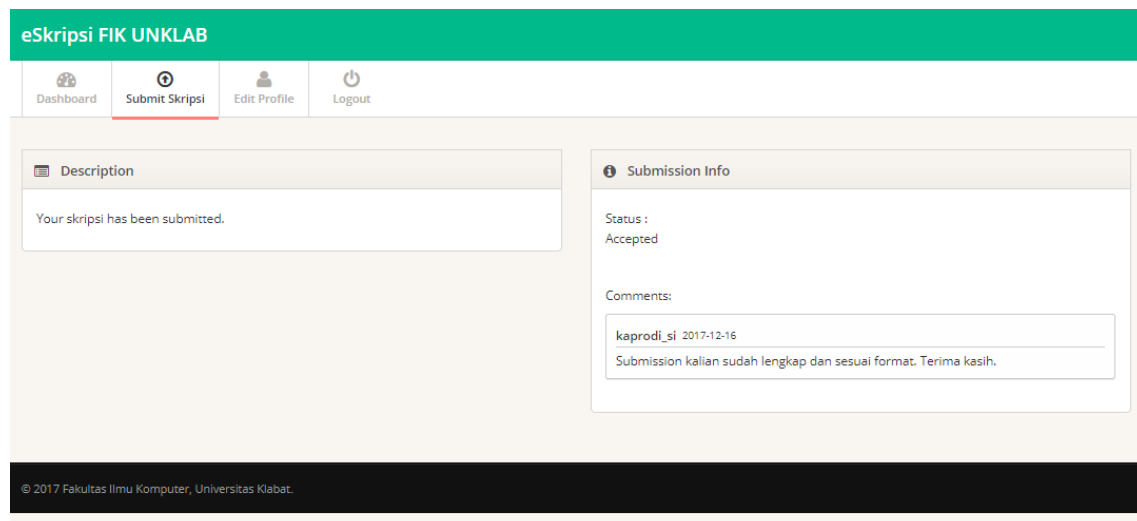 eSkripsi FIK UNKLAB
Dashboard
Submit Skripsi
Edit Profile
Logout
Description
Your skripsi has been submitted.
Submission Info
Status :
Accepted
Comments:
kaprodi_si 2017-12-16
Submission kalian sudah lengkap dan sesuai format. Terima kasih.
© 2017 Fakultas Ilmu Komputer, Universitas Klabat.